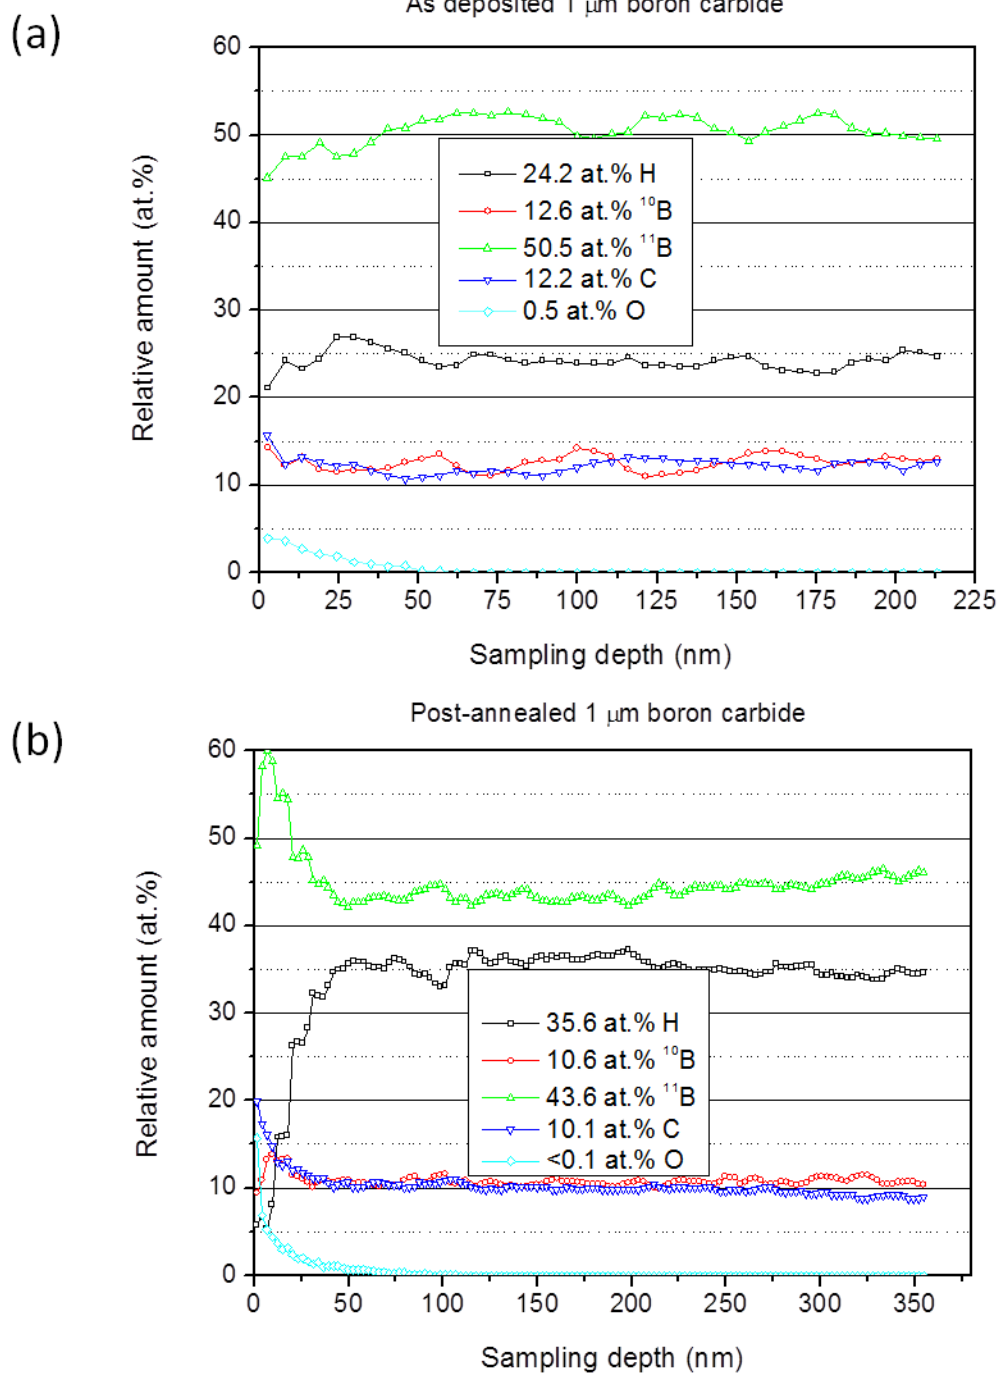 As deposited 1 μm boron carbide
(a)
60
50
40
30
20
10
0
Relative amount (at.%)
24.2 at.% H
12.6 at.% ¹⁰B
50.5 at.% ¹¹B
12.2 at.% C
0.5 at.% O
0 25 50 75 100 125 150 175 200 225
Sampling depth (nm)
Post-annealed 1 μm boron carbide
(b)
60
50
40
30
20
10
0
Relative amount (at.%)
35.6 at.% H
10.6 at.% ¹⁰B
43.6 at.% ¹¹B
10.1 at.% C
<0.1 at.% O
0 50 100 150 200 250 300 350
Sampling depth (nm)